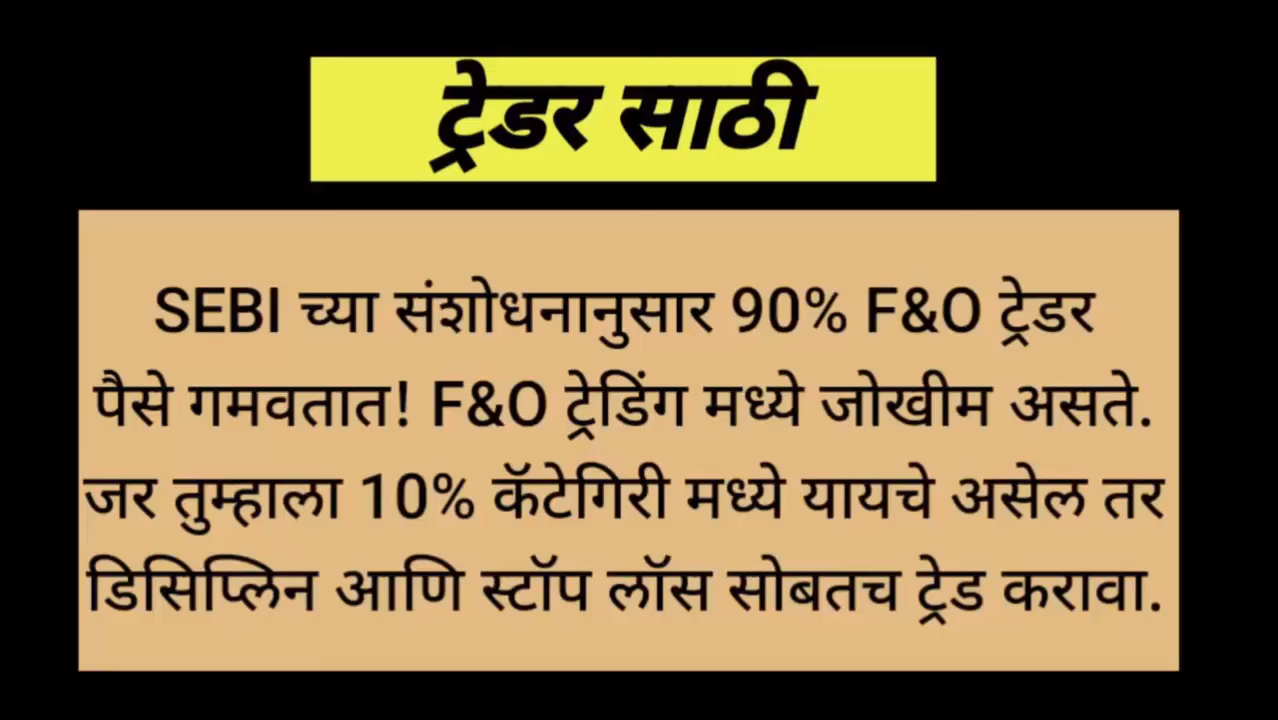 ट्रेडर साठी
SEBI च्या संशोधनानुसार 90% F&O ट्रेडर
पैसे गमवतात! F&O ट्रेडिंग मध्ये जोखीम असते.
जर तुम्हाला 10% कॅटेगिरी मध्ये यायचे असेल तर
डिसिप्लिन आणि स्टॉप लॉस सोबतच ट्रेड करावा.